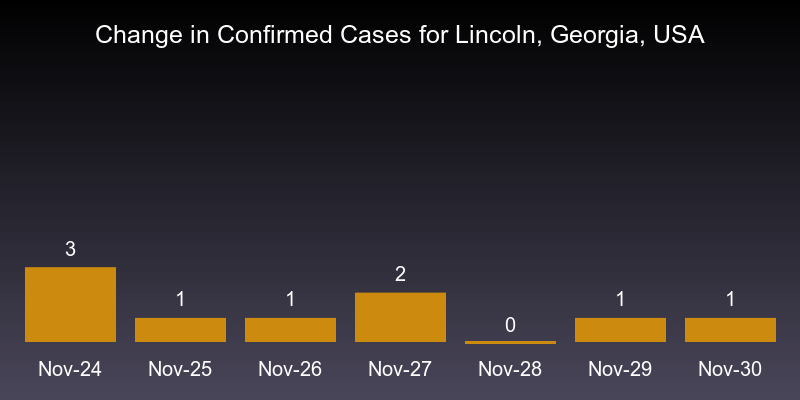 Change in Confirmed Cases for Lincoln, Georgia, USA
3 1 1 2 0 1 1
Nov-24 Nov-25 Nov-26 Nov-27 Nov-28 Nov-29 Nov-30